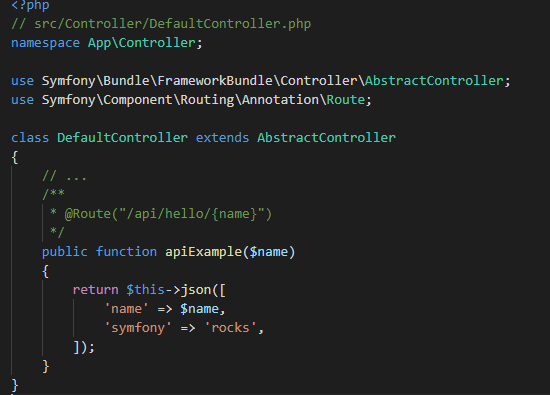 <?php
// src/Controller/DefaultController.php
namespace App\Controller;
use Symfony\Bundle\FrameworkBundle\Controller\AbstractController;
use Symfony\Component\Routing\Annotation\Route;
class DefaultController extends AbstractController
{
// ...
/**
* @Route("/api/hello/{name}")
*/
public function apiExample($name)
{
return $this->json([
'name' => $name,
'symfony' => 'rocks',
]);
}
}